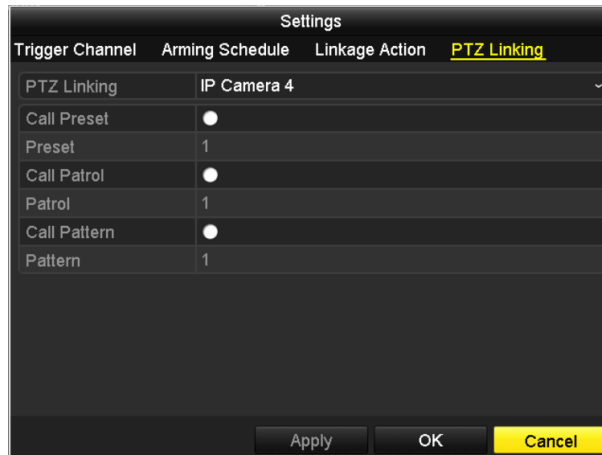 Settings
Trigger Channel Arming Schedule Linkage Action PTZ Linking
PTZ Linking IP Camera 4
Call Preset
Preset 1
Call Patrol
Patrol 1
Call Pattern
Pattern 1
Apply OK Cancel